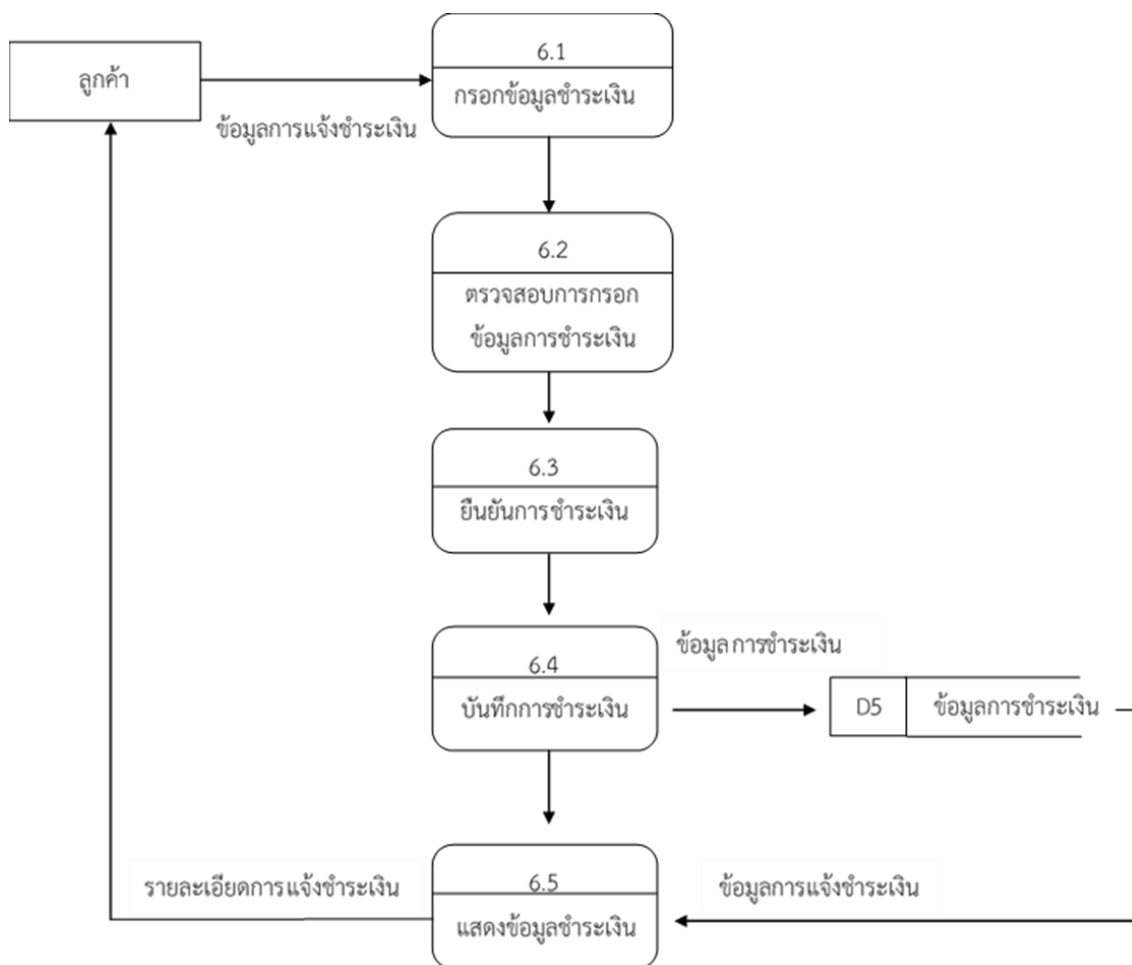 6.1
ลูกค้า
กรอกข้อมูลชำระเงิน
ข้อมูลการแจ้งชำระเงิน
6.2
ตรวจสอบการกรอก
ข้อมูลการชำระเงิน
6.3
ยืนยันการชำระเงิน
ข้อมูลการชำระเงิน
6.4
บันทึกการชำระเงิน
D5
ข้อมูลการชำระเงิน
รายละเอียดการแจ้งชำระเงิน
6.5
ข้อมูลการแจ้งชำระเงิน
แสดงข้อมูลชำระเงิน